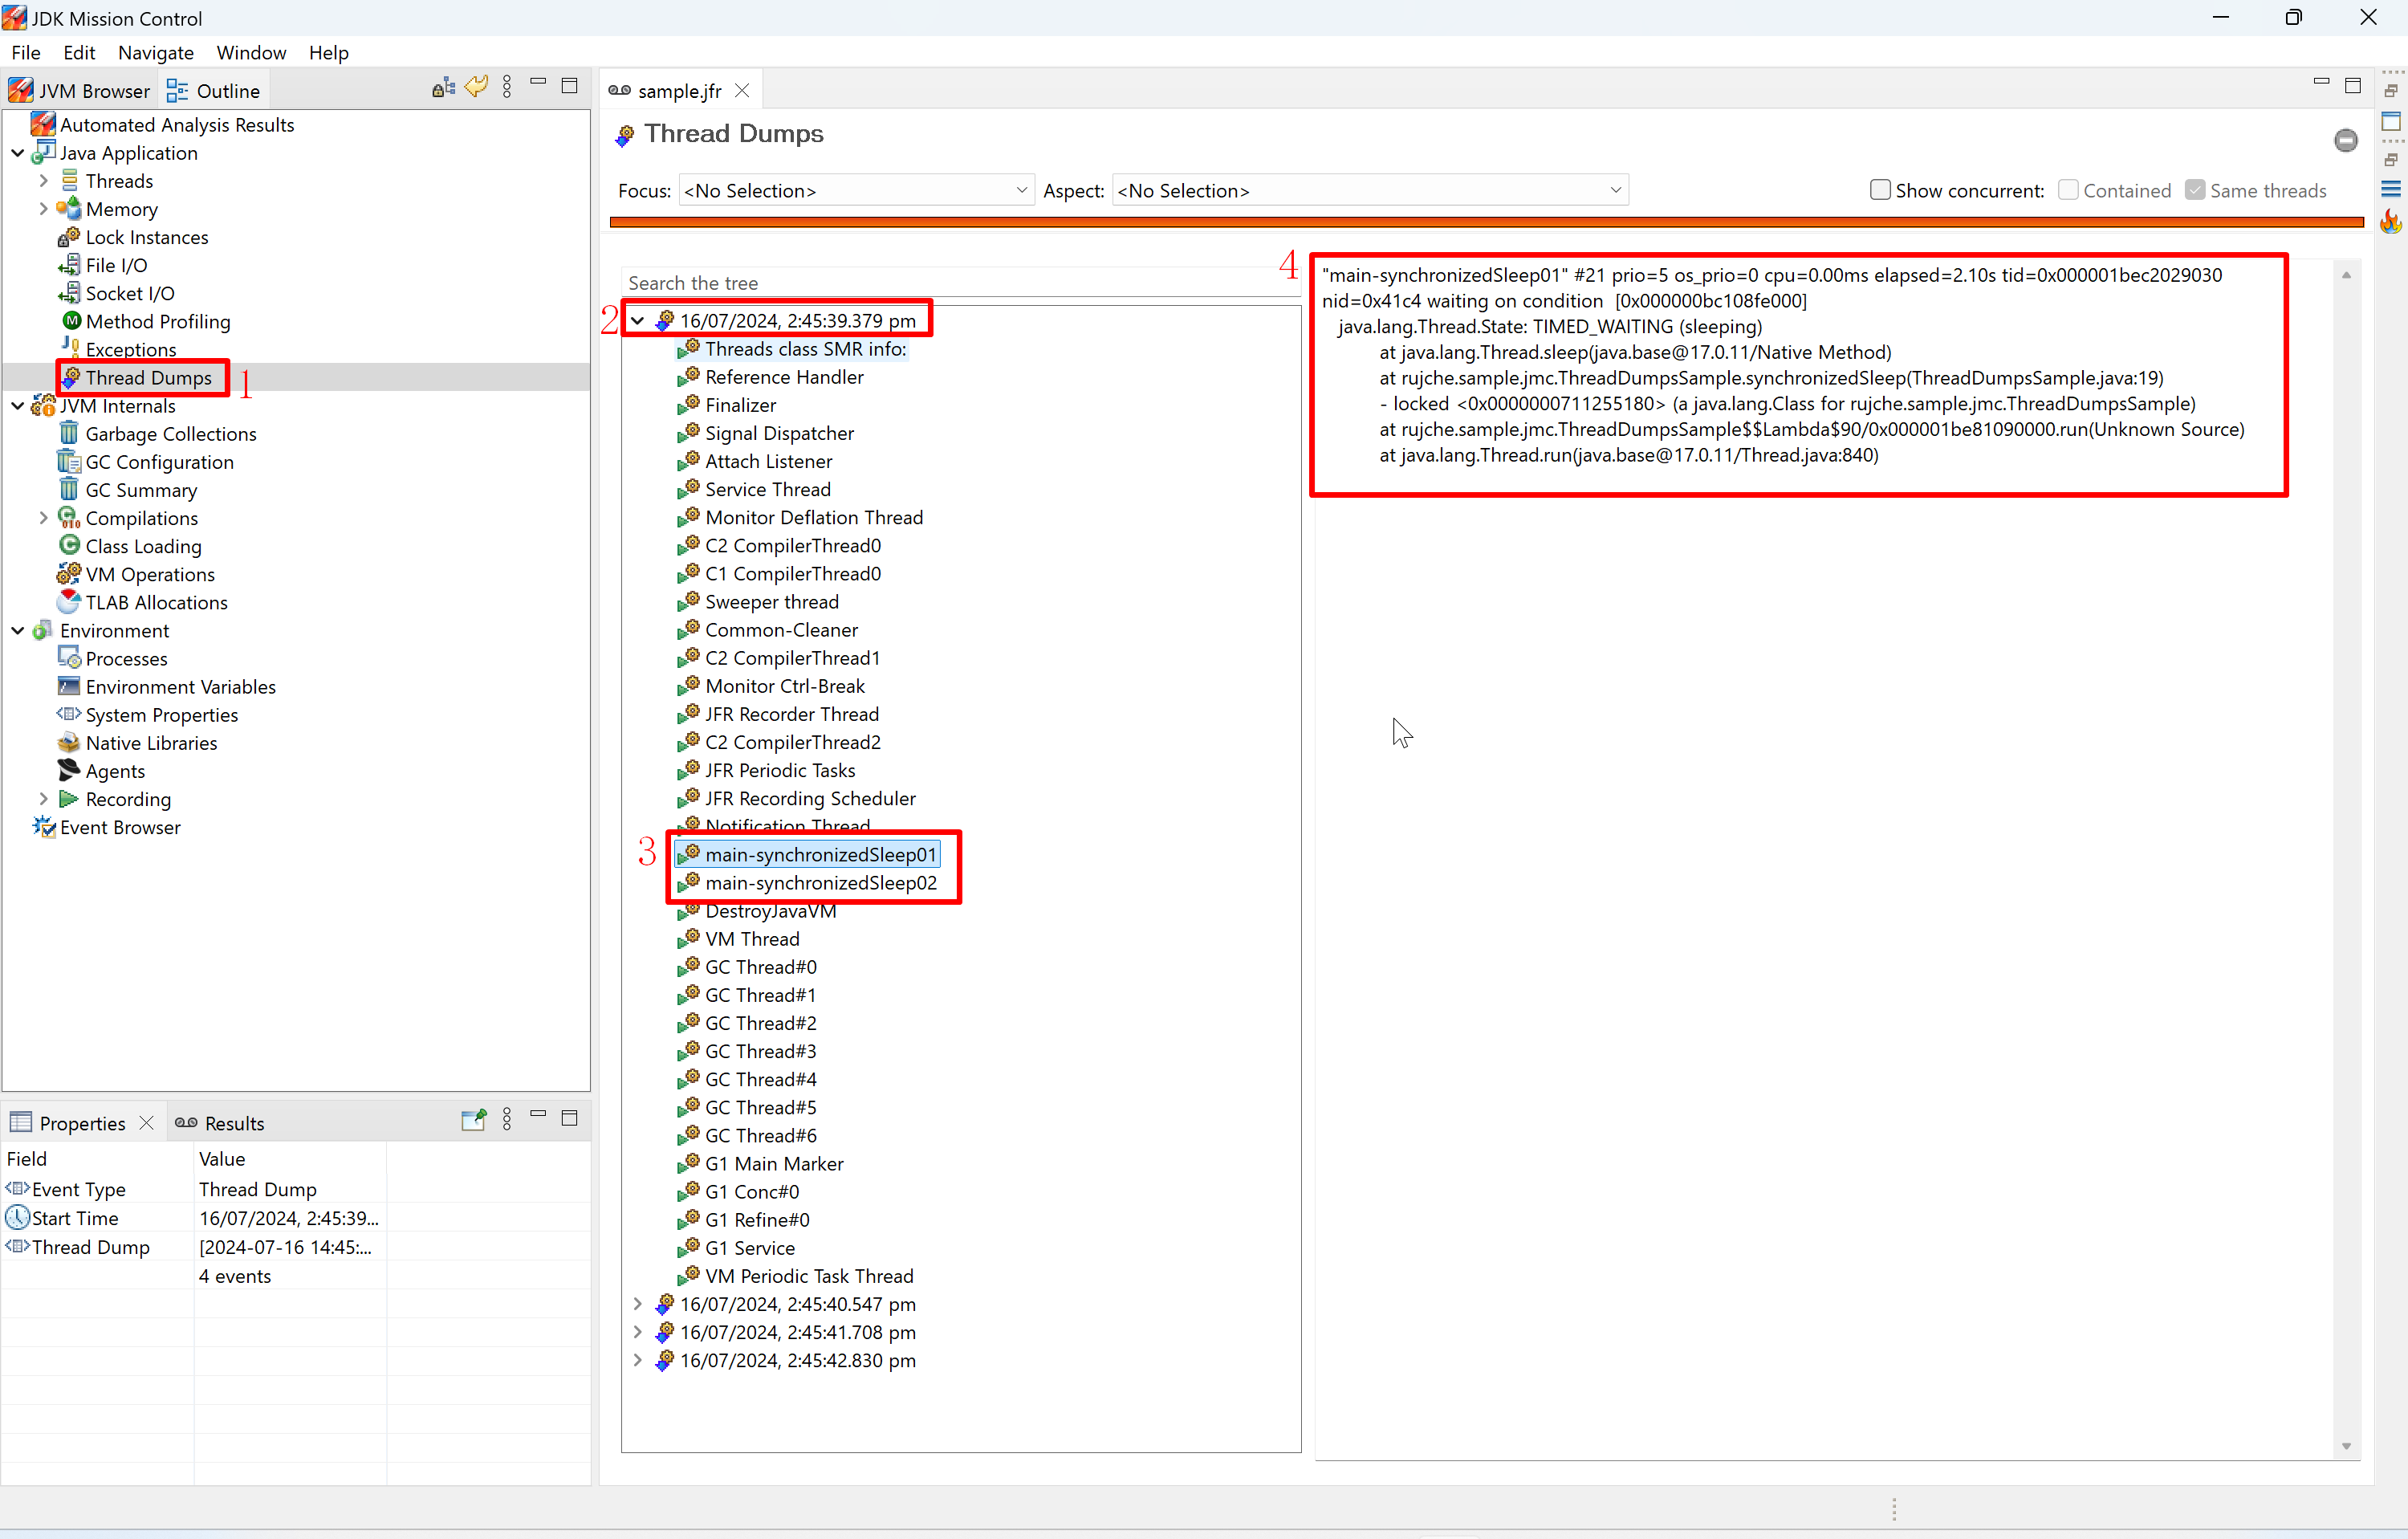 JDK Mission Control
File Edit Navigate Window Help
JVM Browser Outline
Automated Analysis Results
Java Application
Threads
Memory
Lock Instances
File I/O
Socket I/O
Method Profiling
Exceptions
Thread Dumps 1
JVM Internals
Garbage Collections
GC Configuration
GC Summary
Compilations
Class Loading
VM Operations
TLAB Allocations
Environment
Processes
Environment Variables
System Properties
Native Libraries
Agents
Recording
Event Browser
Properties Results
Field Value
Event Type Thread Dump
Start Time 16/07/2024, 2:45:39...
Thread Dump [2024-07-16 14:45:...
4 events
sample.jfr
Thread Dumps
Focus: <No Selection> Aspect: <No Selection> Show concurrent: Contained Same threads
Search the tree
2 16/07/2024, 2:45:39.379 pm
Threads class SMR info:
Reference Handler
Finalizer
Signal Dispatcher
Attach Listener
Service Thread
Monitor Deflation Thread
C2 CompilerThread0
C1 CompilerThread0
Sweeper thread
Common-Cleaner
C2 CompilerThread1
Monitor Ctrl-Break
JFR Recorder Thread
C2 CompilerThread2
JFR Periodic Tasks
JFR Recording Scheduler
Notification Thread
3 main-synchronizedSleep01
main-synchronizedSleep02
DestroyJavaVM
VM Thread
GC Thread#0
GC Thread#1
GC Thread#2
GC Thread#3
GC Thread#4
GC Thread#5
GC Thread#6
G1 Main Marker
G1 Conc#0
G1 Refine#0
G1 Service
VM Periodic Task Thread
16/07/2024, 2:45:40.547 pm
16/07/2024, 2:45:41.708 pm
16/07/2024, 2:45:42.830 pm
4
"main-synchronizedSleep01" #21 prio=5 os_prio=0 cpu=0.00ms elapsed=2.10s tid=0x000001bec2029030
nid=0x41c4 waiting on condition [0x000000bc108fe000]
java.lang.Thread.State: TIMED_WAITING (sleeping)
at java.lang.Thread.sleep(java.base@17.0.11/Native Method)
at rujche.sample.jmc.ThreadDumpsSample.synchronizedSleep(ThreadDumpsSample.java:19)
- locked <0x0000000711255180> (a java.lang.Class for rujche.sample.jmc.ThreadDumpsSample)
at rujche.sample.jmc.ThreadDumpsSample$$Lambda$90/0x000001be81090000.run(Unknown Source)
at java.lang.Thread.run(java.base@17.0.11/Thread.java:840)